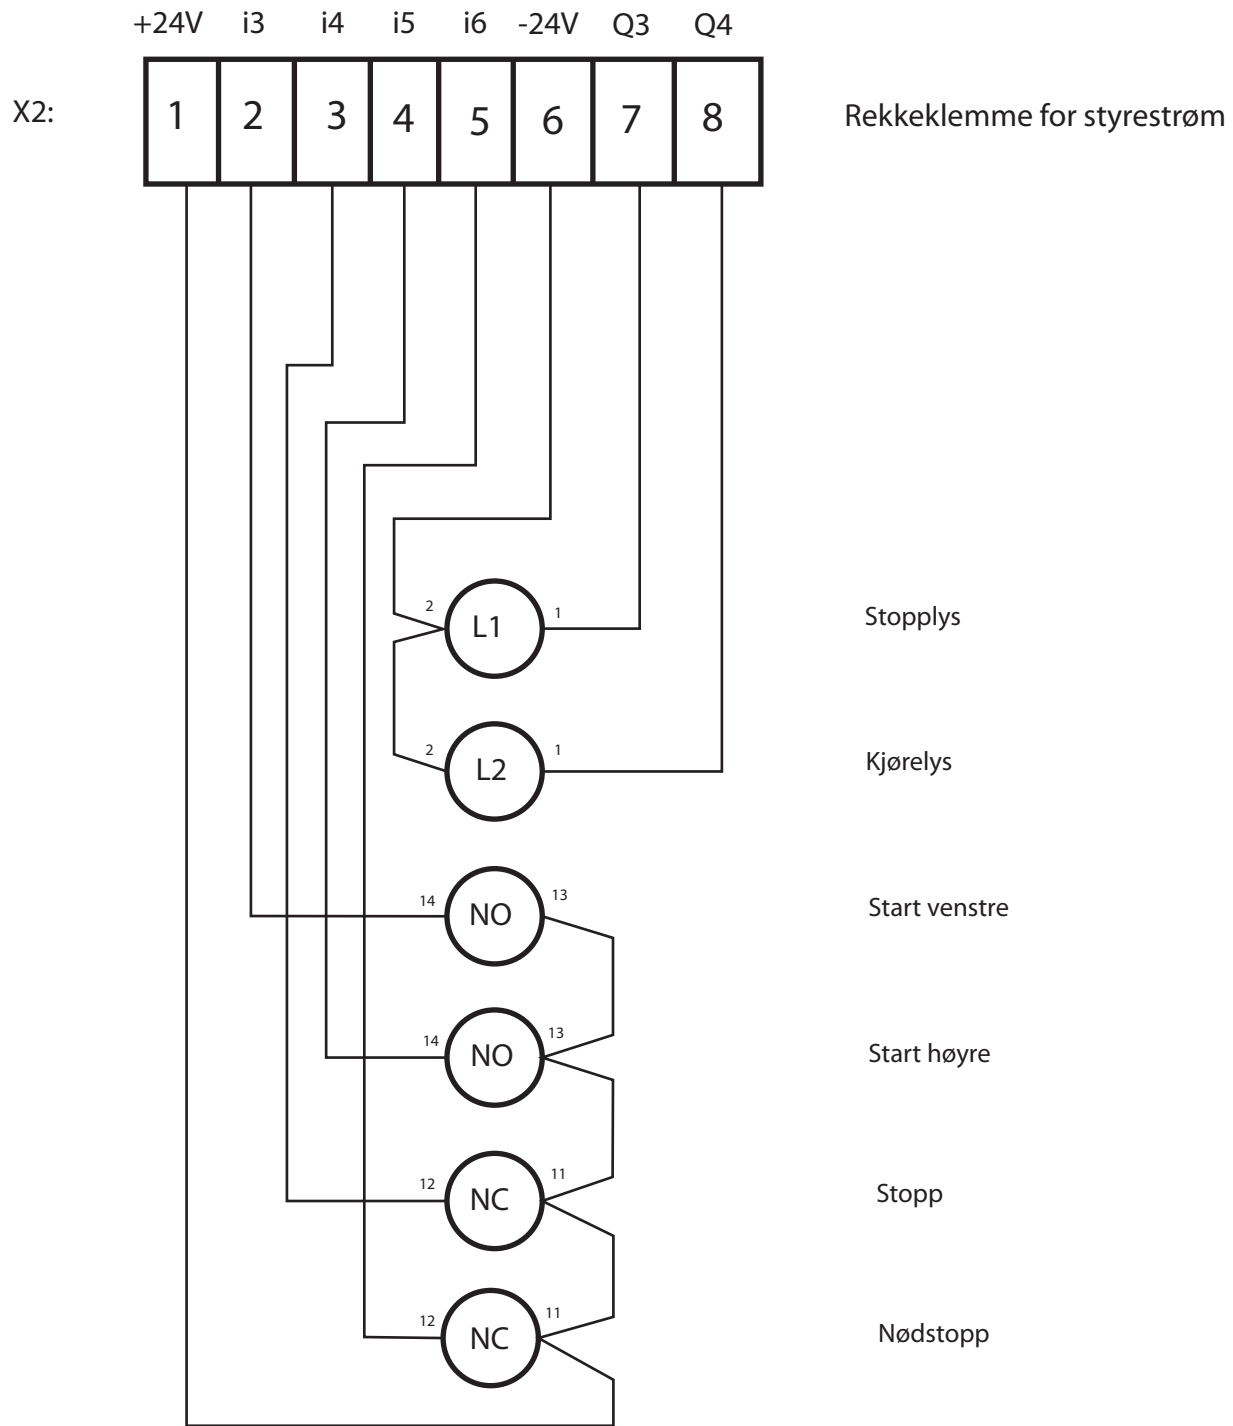 +24V i3 i4 i5 i6 -24V Q3 Q4
X2: 1 2 3 4 5 6 7 8 Rekkeklemme for styrestrøm
2 L1 1 Stopplys
2 L2 1 Kjørelys
14 NO 13 Start venstre
14 NO 13 Start høyre
12 NC 11 Stopp
12 NC 11 Nødstopp